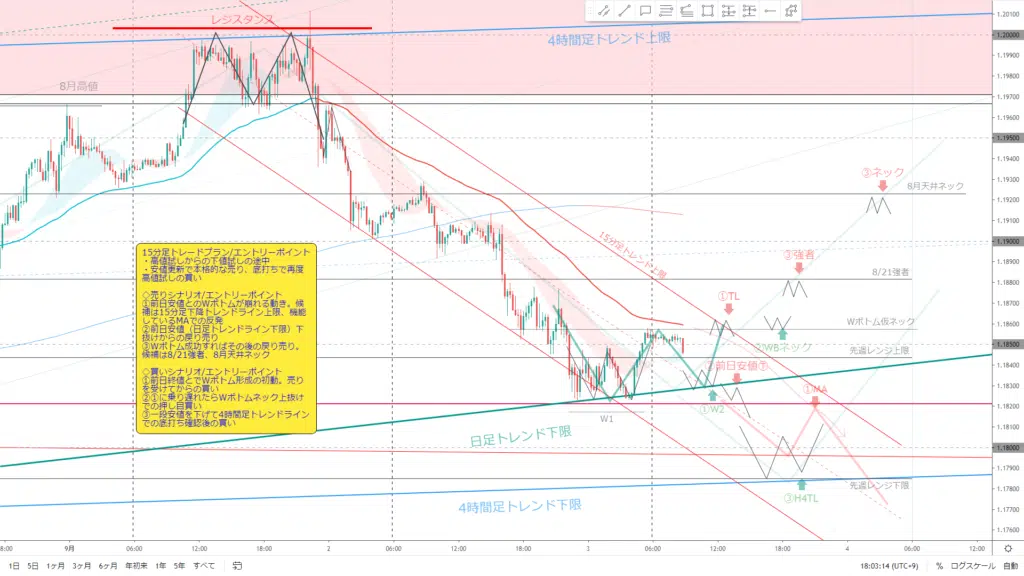 レジスタンス
4時間足トレンド上限
8月高値
1.20100
1.20000
1.19900
1.19800
1.19700
1.19600
1.19500
1.19400
1.19300
1.19200
1.19100
1.19000
1.18900
1.18800
1.18700
1.18600
1.18500
1.18400
1.18300
1.18200
1.18100
1.18000
1.17900
1.17800
1.17700
1.17600
③ネック
8月天井ネック
15分足トレンド上限
③強者
8/21強者
①TL
Wボトム仮ネック
②WBネック
先週レンジ上限
②前日安値①
①MA
①W2
W1
日足トレンド下限
4時間足トレンド下限
先週レンジ下限
③H4TL
15分足トレードプラン/エントリーポイント
・高値試しからの下値試しの途中
・安値更新で本格的な売り、底打ちで再度
高値試しの買い
◇売りシナリオ/エントリーポイント
①前日安値とのWボトムが崩れる動き。候
補は15分足下降トレンドライン上限、機能
しているMAでの反発
②前日安値(日足トレンドライン下限)下
抜けからの戻り売り
③Wボトム成功すればその後の戻り売り。
候補は8/21強者、8月天井ネック
◇買いシナリオ/エントリーポイント
①前日終値とでWボトム形成の初動。売り
を受けてからの買い
②①に乗り遅れたらWボトムネック上抜け
での押し目買い
③一段安値を下げて4時間足トレンドライン
での底打ち確認後の買い
8:00
9月
06:00
12:00
18:00
2
06:00
12:00
18:00
3
06:00
12:00
18:00
4
06:00
12:00
1日 5日 1ヶ月 3ヶ月 6ヶ月 年初来 1年 5年 すべて
18:03:14 (UTC+9) % ログスケール 自動